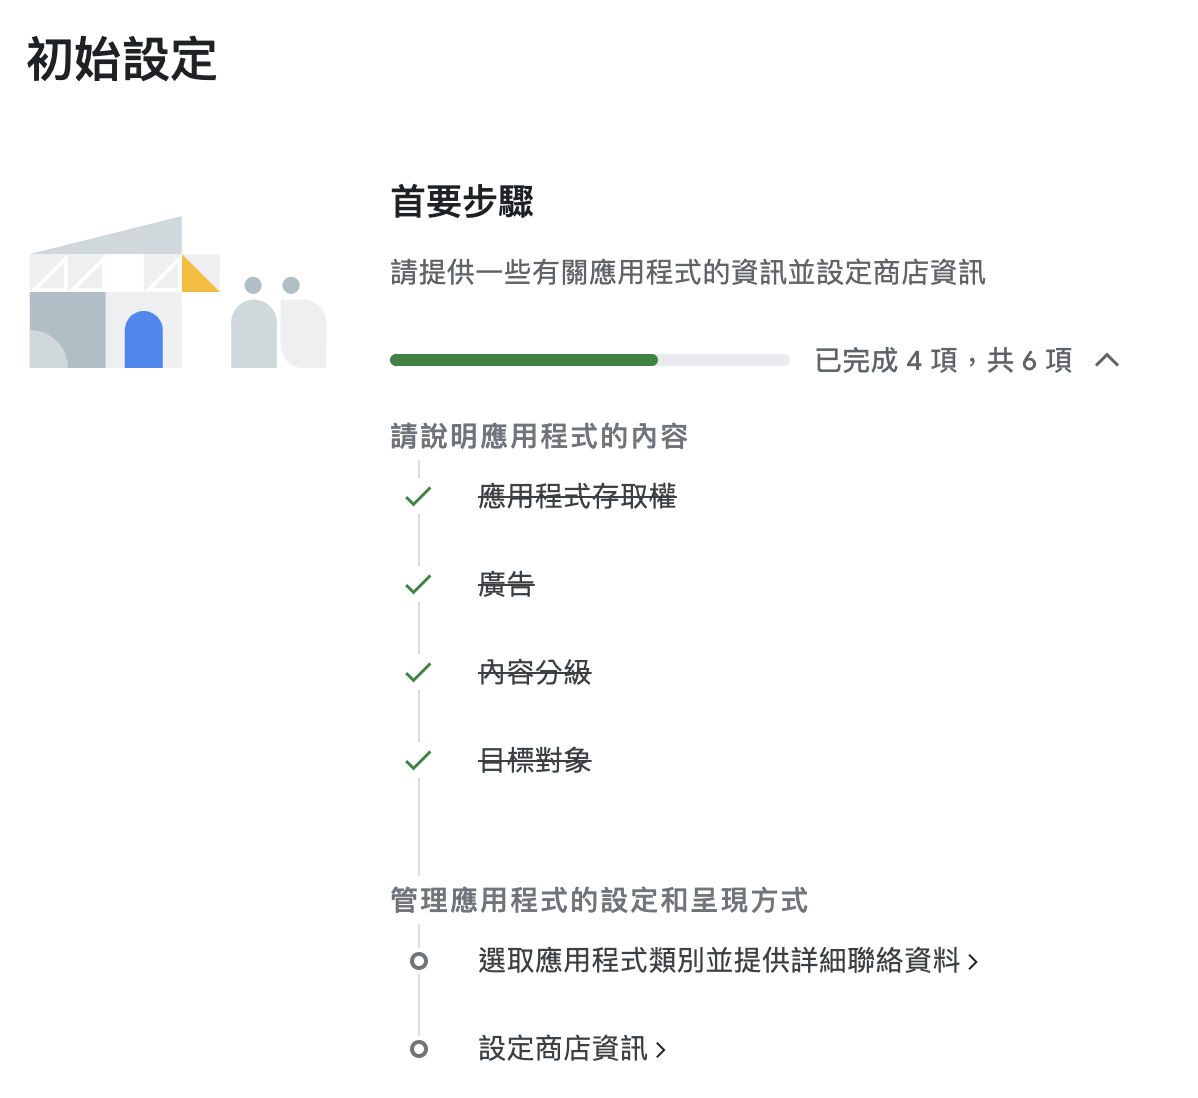 初始設定
首要步驟
請提供一些有關應用程式的資訊並設定商店資訊
已完成 4 項，共 6 項
請說明應用程式的內容
應用程式存取權
廣告
內容分級
目標對象
管理應用程式的設定和呈現方式
選取應用程式類別並提供詳細聯絡資料
設定商店資訊